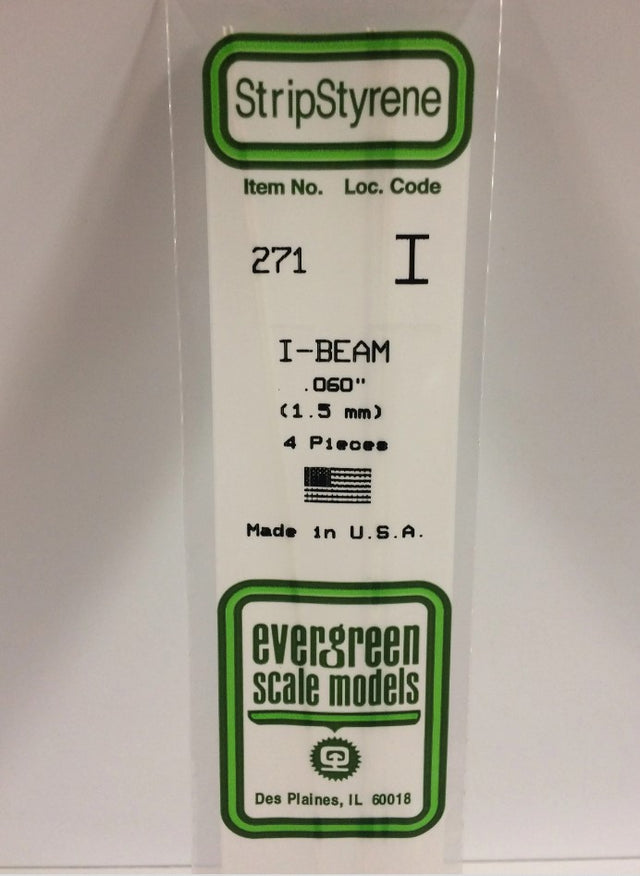 StripStyrene
Item No. Loc. Code
271 I
I-BEAM
.060"
(1.5 mm)
4 Pieces
Made in U.S.A.
evergreen
scale models
Des Plaines, IL 60018